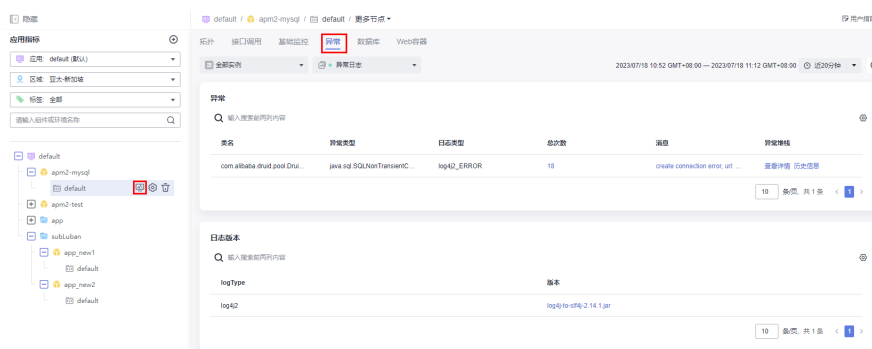 隐藏
应用指标
应用: default (默认)
区域: 亚太-新加坡
标签: 全部
请输入组件或环境名称
default
apm2-mysql
default
apm2-test
app
subLuban
app_new1
default
app_new2
default
default / apm2-mysql / default / 更多节点
用户指
拓扑 接口调用 基础监控 异常 数据库 Web容器
全部实例 异常日志 2023/07/18 10:52 GMT+08:00 — 2023/07/18 11:12 GMT+08:00 近20分钟
异常
输入搜索前两列内容
类名 异常类型 日志类型 总次数 消息 异常堆栈
com.alibaba.druid.pool.Drui... java.sql.SQLNonTransientC... log4j2_ERROR 18 create connection error, url: ... 查看详情 历史信息
10 条/页, 共 1 条 < 1 >
日志版本
输入搜索前两列内容
logType 版本
log4j2 log4j-to-slf4j-2.14.1.jar
10 条/页, 共 1 条 < 1 >